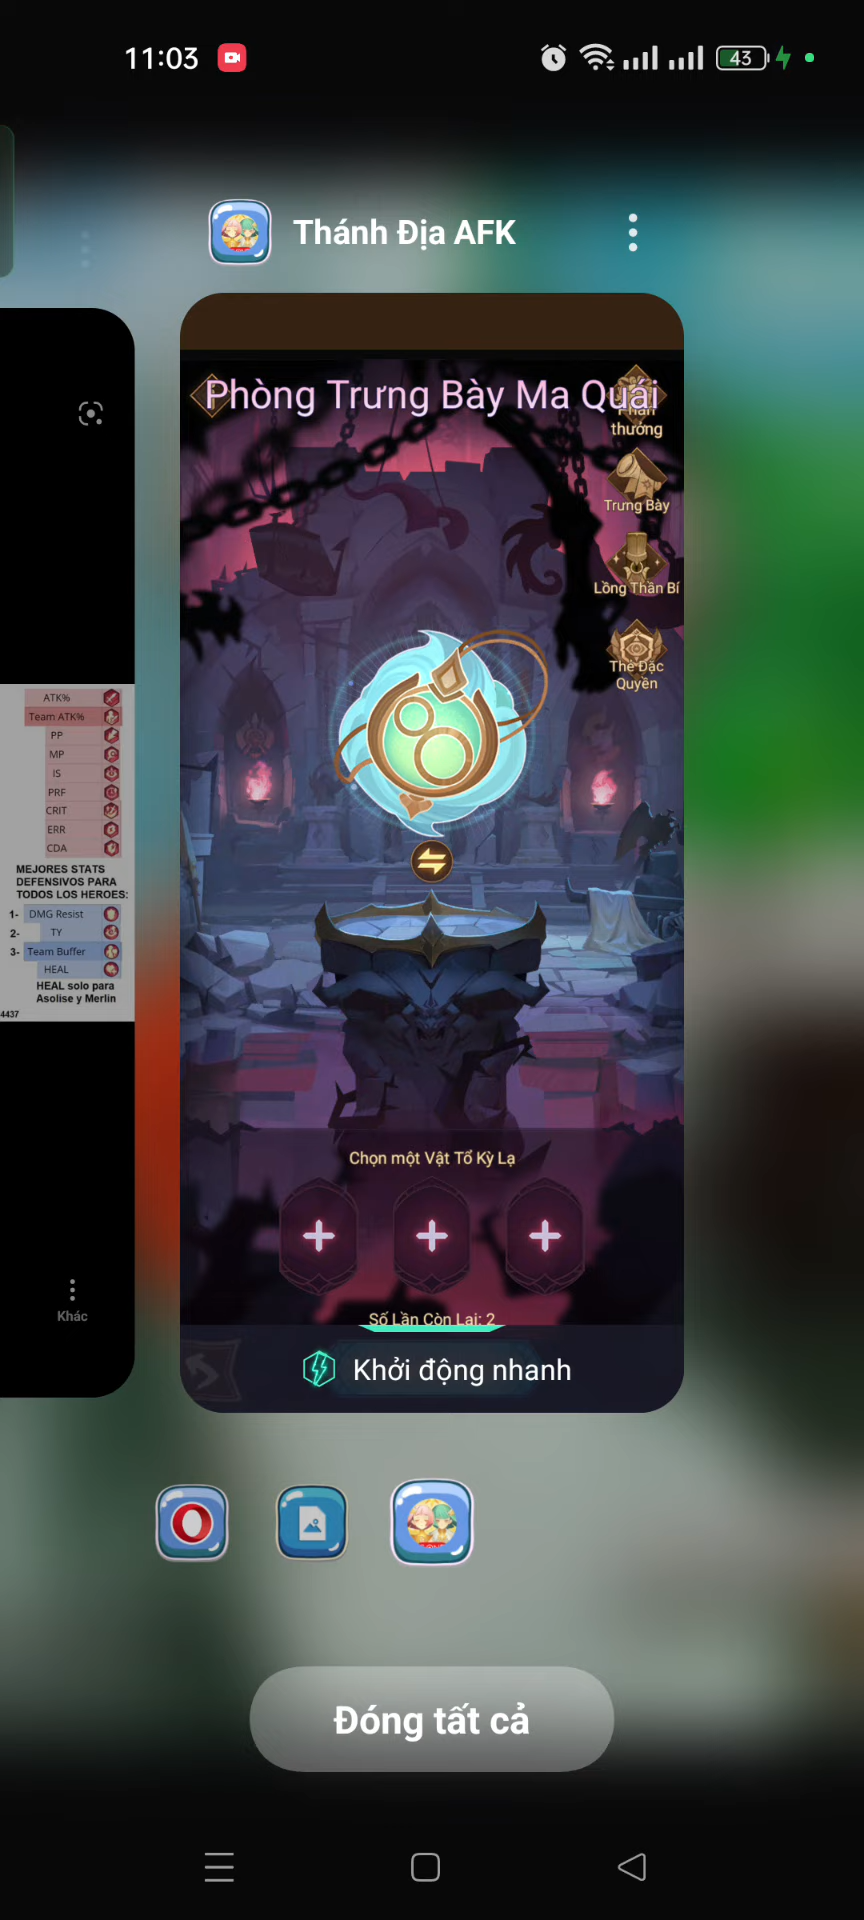 11:03
43
Thánh Địa AFK
Phòng Trưng Bày Ma Quái
Phần
thưởng
Trưng Bày
Lồng Thần Bí
Thẻ Đặc
Quyền
ATK%
Team ATK%
PP
MP
IS
PRF
CRIT
ERR
CDA
MEJORES STATS
DEFENSIVOS PARA
TODOS LOS HEROES:
1- DMG Resist
2- TY
3- Team Buffer
HEAL
HEAL solo para
Asolise y Merlin
4437
Chọn một Vật Tổ Kỳ Lạ
Số Lần Còn Lại: 2
Khác
Khởi động nhanh
Đóng tất cả